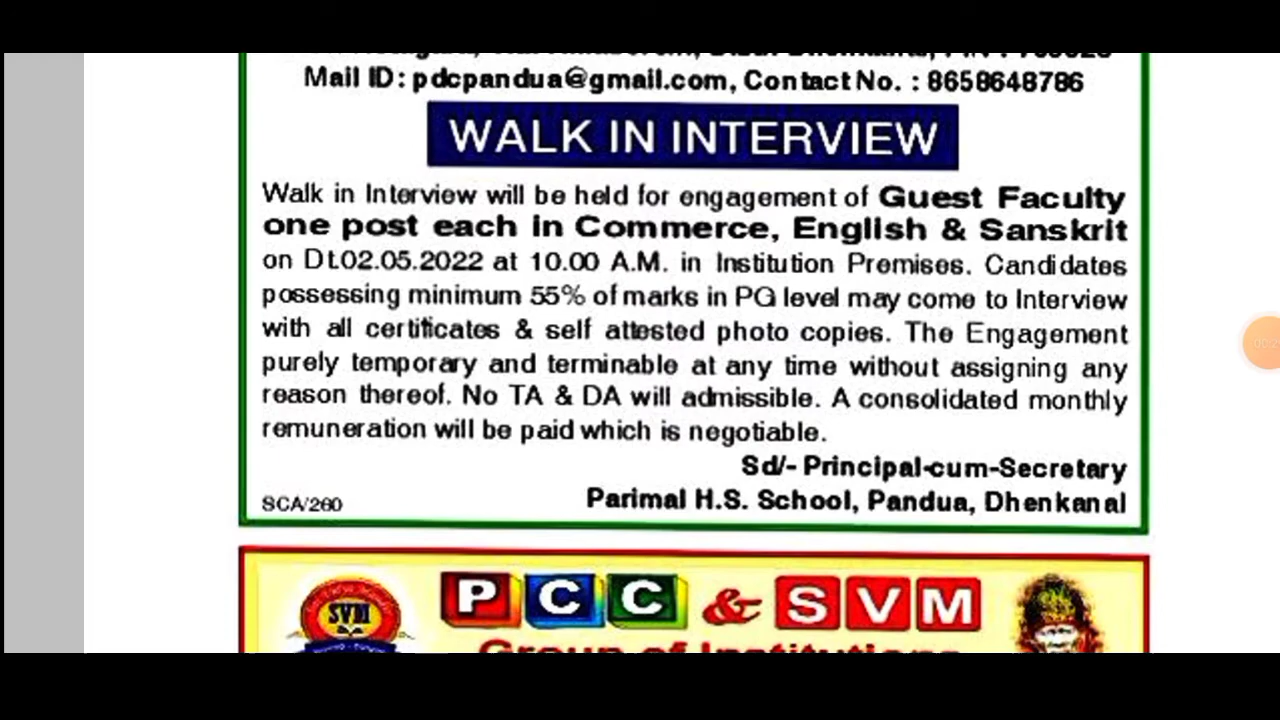 Mail ID: pdcpandua@gmail.com, Contact No. : 8658648786
WALK IN INTERVIEW
Walk in Interview will be held for engagement of Guest Faculty
one post each in Commerce, English & Sanskrit
on Dt.02.05.2022 at 10.00 A.M. in Institution Premises. Candidates
possessing minimum 55% of marks in PG level may come to Interview
with all certificates & self attested photo copies. The Engagement
purely temporary and terminable at any time without assigning any
reason thereof. No TA & DA will admissible. A consolidated monthly
remuneration will be paid which is negotiable.
Sd/- Principal-cum-Secretary
SCA/260 Parimal H.S. School, Pandua, Dhenkanal
SVM PCC & SVM
Group of Institutions